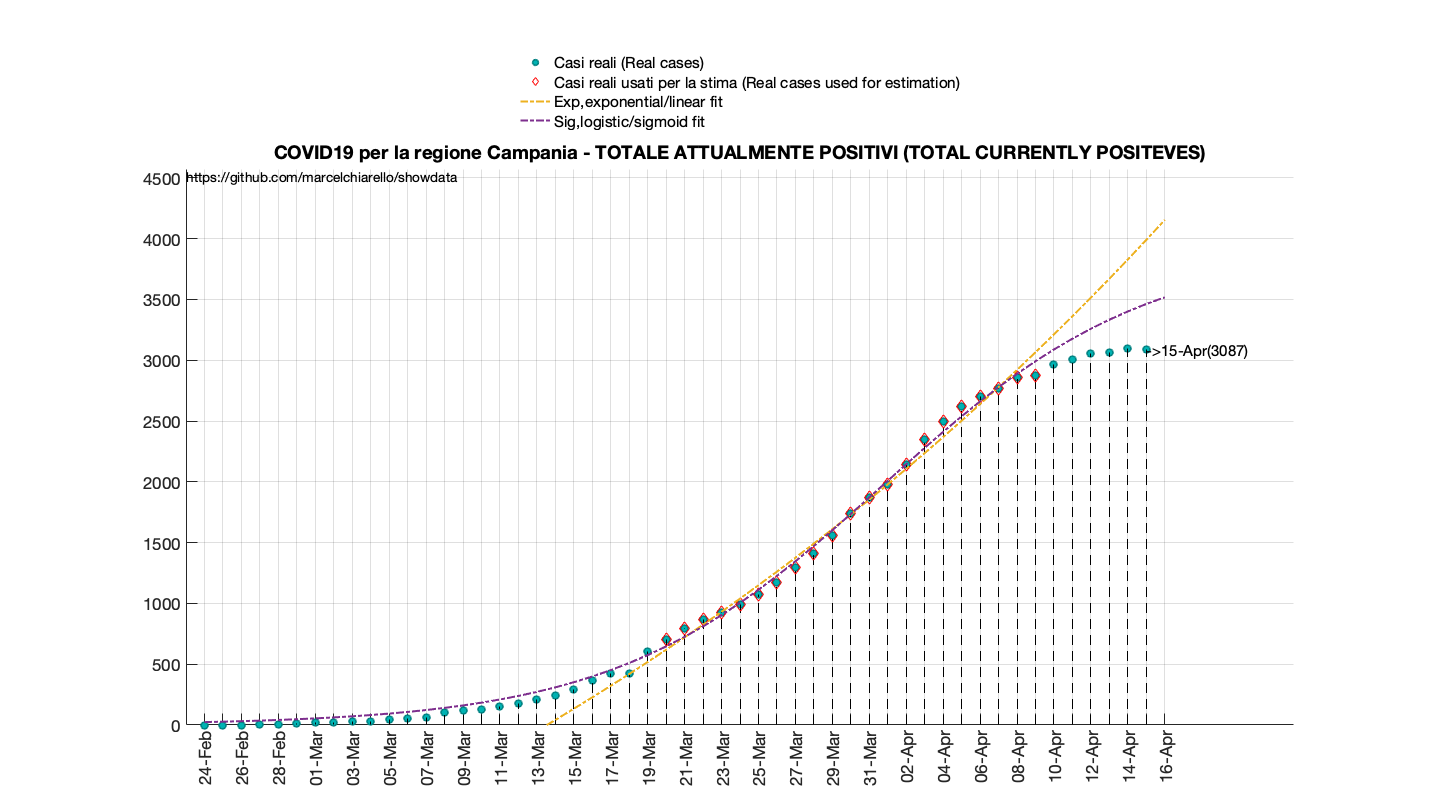 Casi reali (Real cases)
Casi reali usati per la stima (Real cases used for estimation)
Exp,exponential/linear fit
Sig,logistic/sigmoid fit
COVID19 per la regione Campania - TOTALE ATTUALMENTE POSITIVI (TOTAL CURRENTLY POSITEVES)
https://github.com/marcelchiarello/showdata
4500
4000
3500
3000
2500
2000
1500
1000
500
0
->15-Apr(3087)
24-Feb
26-Feb
28-Feb
01-Mar
03-Mar
05-Mar
07-Mar
09-Mar
11-Mar
13-Mar
15-Mar
17-Mar
19-Mar
21-Mar
23-Mar
25-Mar
27-Mar
29-Mar
31-Mar
02-Apr
04-Apr
06-Apr
08-Apr
10-Apr
12-Apr
14-Apr
16-Apr